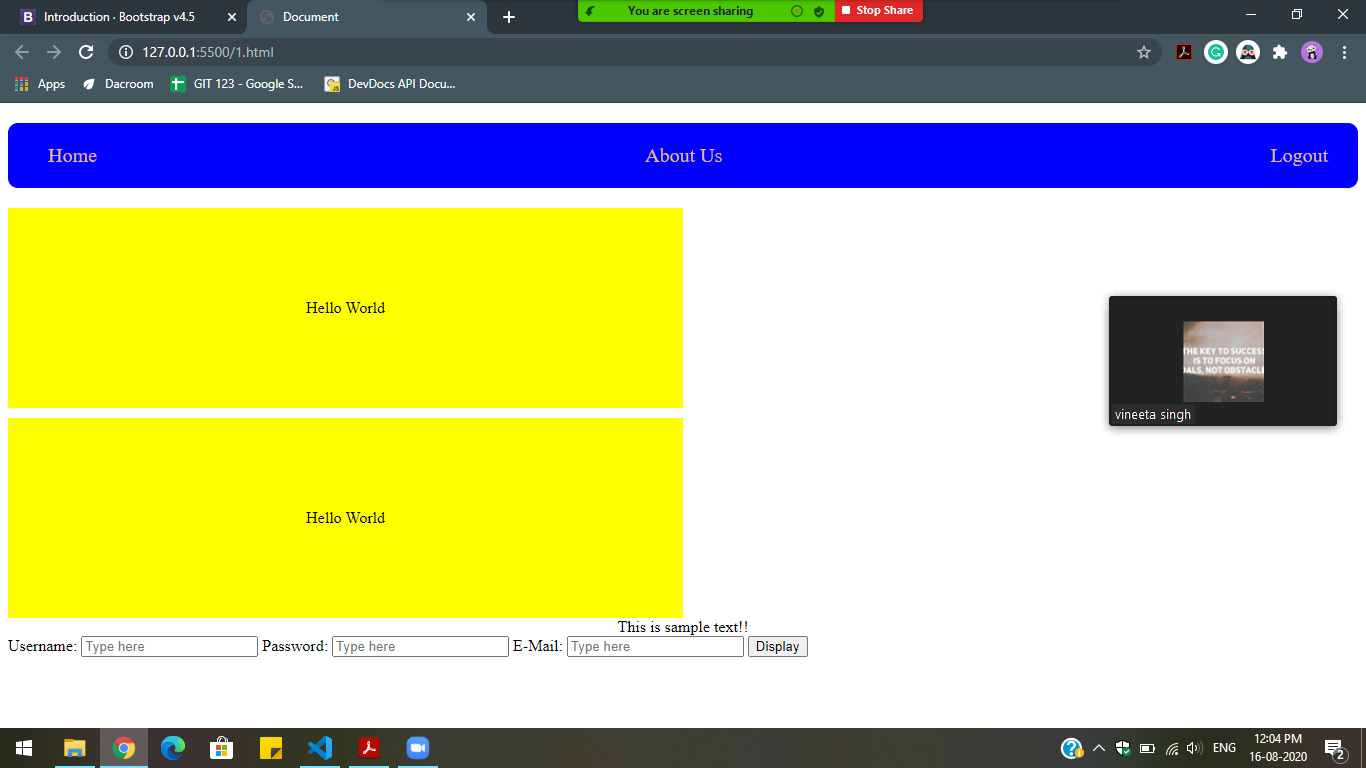 B Introduction · Bootstrap v4.5
Document
You are screen sharing
Stop Share
127.0.0.1:5500/1.html
Apps
Dacroom
GIT 123 - Google S...
DevDocs API Docu...
Home
About Us
Logout
Hello World
THE KEY TO SUCCESS
IS TO FOCUS ON
OALS, NOT OBSTACLE
vineeta singh
Hello World
This is sample text!!
Username: Type here Password: Type here E-Mail: Type here Display
ENG
12:04 PM
16-08-2020
2